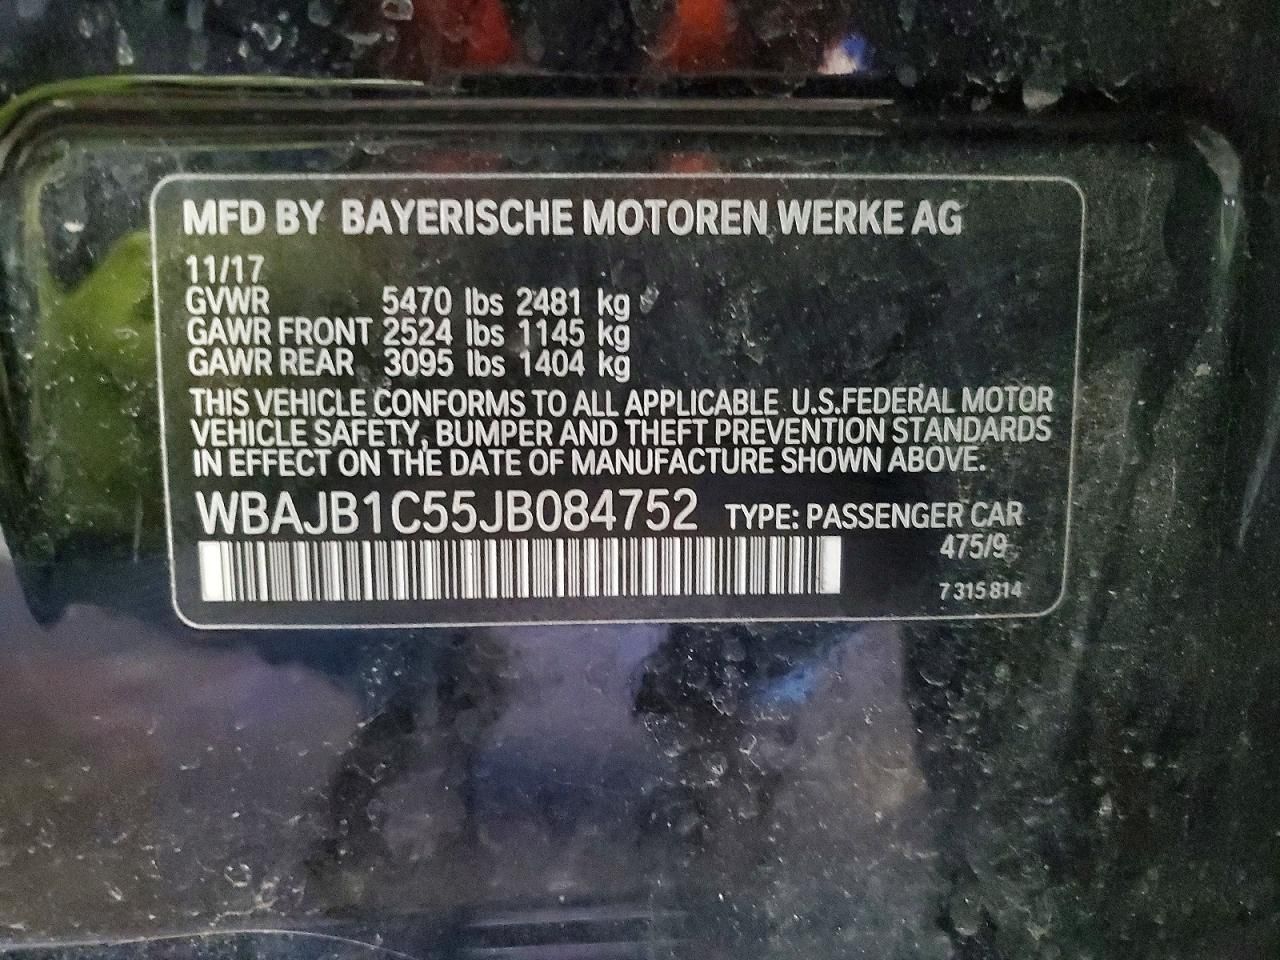 MFD BY BAYERISCHE MOTOREN WERKE AG
11/17
GVWR 5470 lbs 2481 kg
GAWR FRONT 2524 lbs 1145 kg
GAWR REAR 3095 lbs 1404 kg
THIS VEHICLE CONFORMS TO ALL APPLICABLE U.S.FEDERAL MOTOR
VEHICLE SAFETY, BUMPER AND THEFT PREVENTION STANDARDS
IN EFFECT ON THE DATE OF MANUFACTURE SHOWN ABOVE.
WBAJB1C55JB084752 TYPE: PASSENGER CAR
475/9
7 315 814